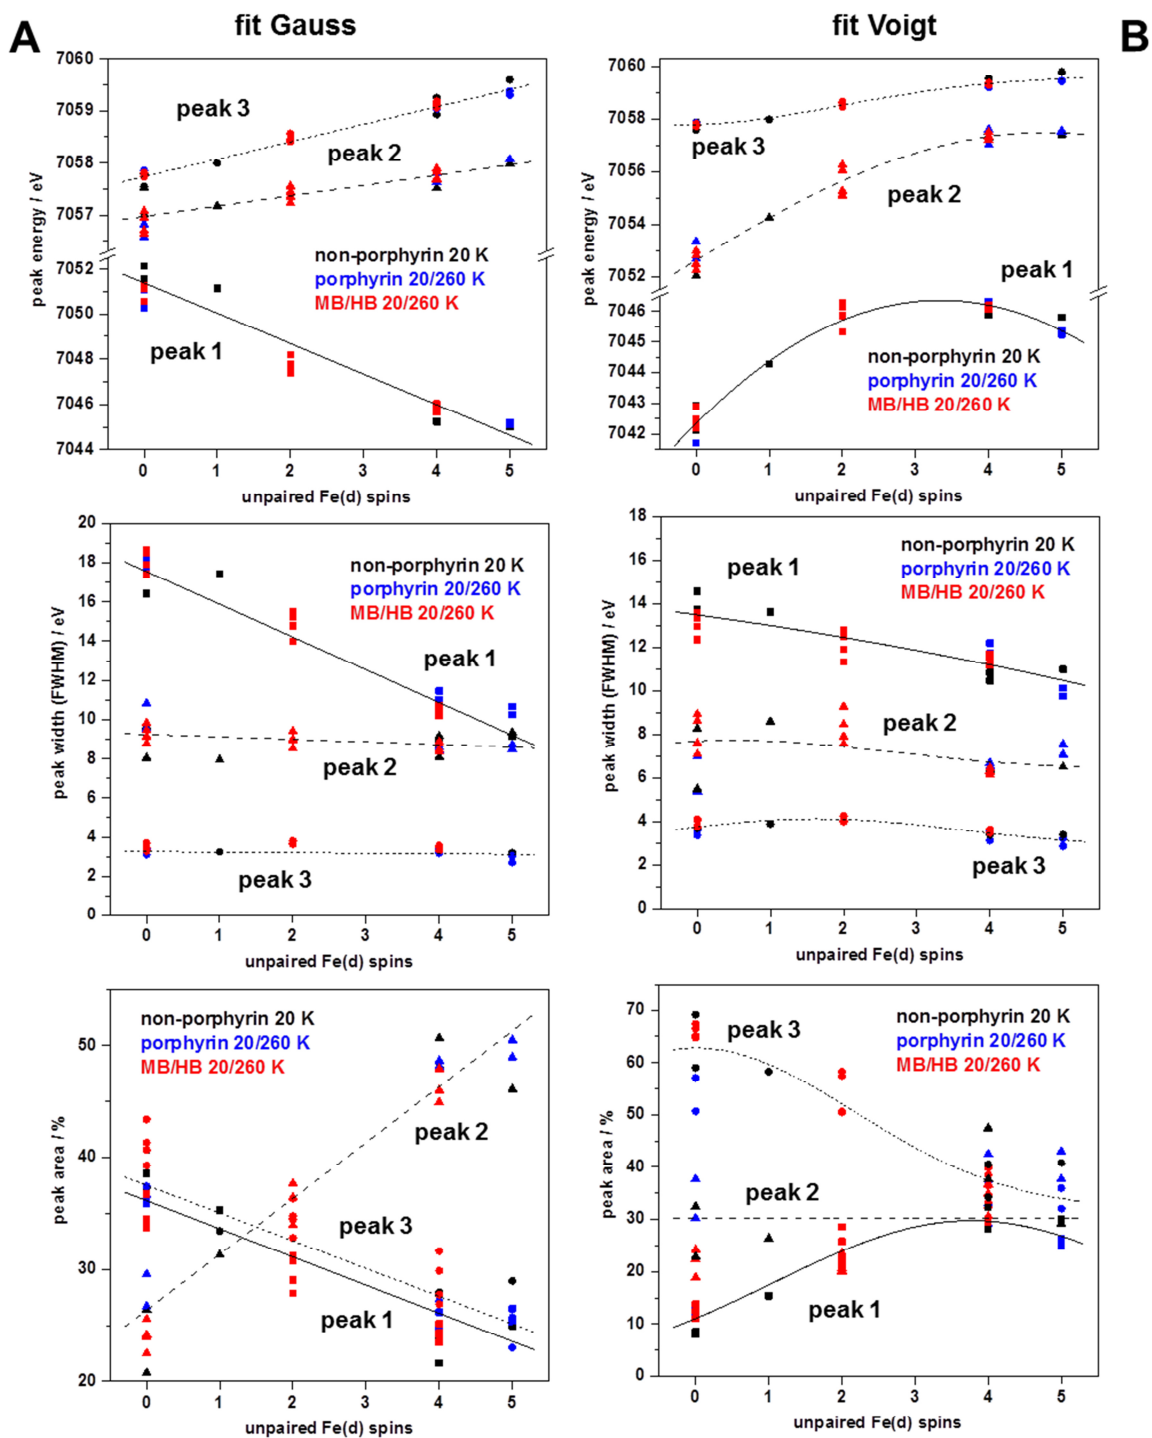 A
fit Gauss
fit Voigt
B
7060
7059
7058
7057
7052
7050
7048
7046
7044
peak energy / eV
peak 3
peak 2
non-porphyrin 20 K
porphyrin 20/260 K
MB/HB 20/260 K
peak 1
0 1 2 3 4 5
unpaired Fe(d) spins
7060
7058
7056
7054
7052
7046
7045
7044
7043
7042
peak energy / eV
peak 3
peak 2
peak 1
non-porphyrin 20 K
porphyrin 20/260 K
MB/HB 20/260 K
0 1 2 3 4 5
unpaired Fe(d) spins
20
18
16
14
12
10
8
6
4
2
0
peak width (FWHM) / eV
non-porphyrin 20 K
porphyrin 20/260 K
MB/HB 20/260 K
peak 1
peak 2
peak 3
0 1 2 3 4 5
unpaired Fe(d) spins
18
16
14
12
10
8
6
4
2
0
peak width (FWHM) / eV
non-porphyrin 20 K
peak 1
porphyrin 20/260 K
MB/HB 20/260 K
peak 2
peak 3
0 1 2 3 4 5
unpaired Fe(d) spins
50
40
30
20
peak area / %
non-porphyrin 20 K
porphyrin 20/260 K
MB/HB 20/260 K
peak 2
peak 3
peak 1
0 1 2 3 4 5
unpaired Fe(d) spins
70
60
50
40
30
20
10
0
peak area / %
non-porphyrin 20 K
peak 3
porphyrin 20/260 K
MB/HB 20/260 K
peak 2
peak 1
0 1 2 3 4 5
unpaired Fe(d) spins